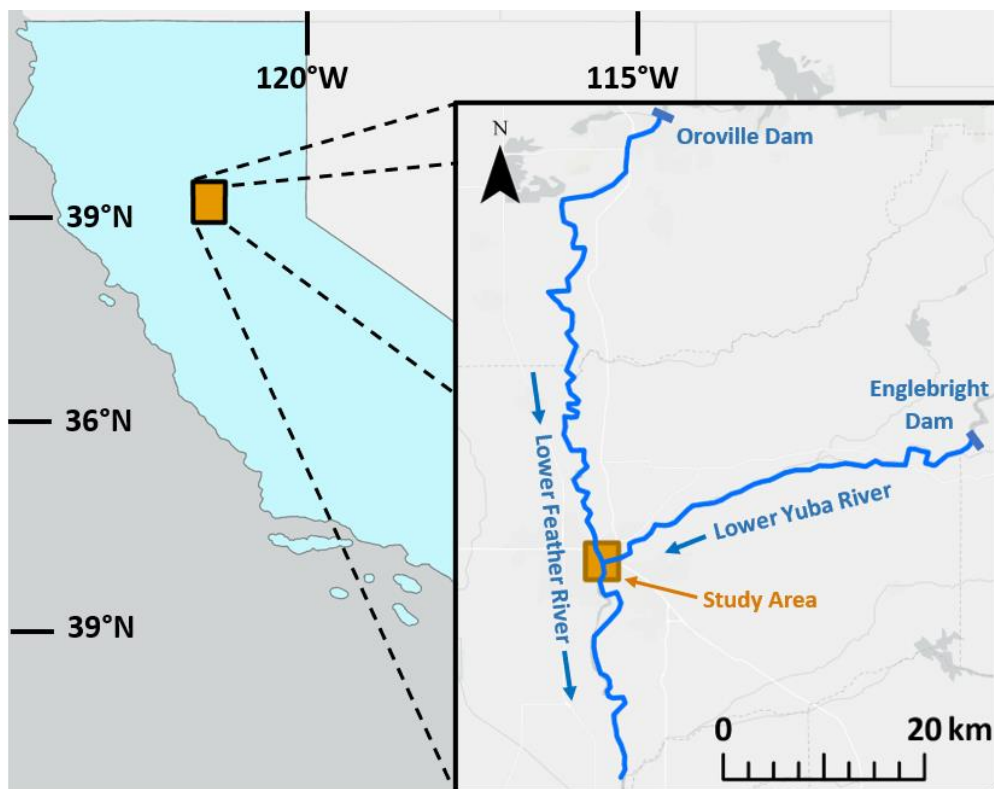 120°W
115°W
N
Oroville Dam
39°N
Englebright
Dam
36°N
Lower Feather River
Lower Yuba River
Study Area
39°N
0
20 km